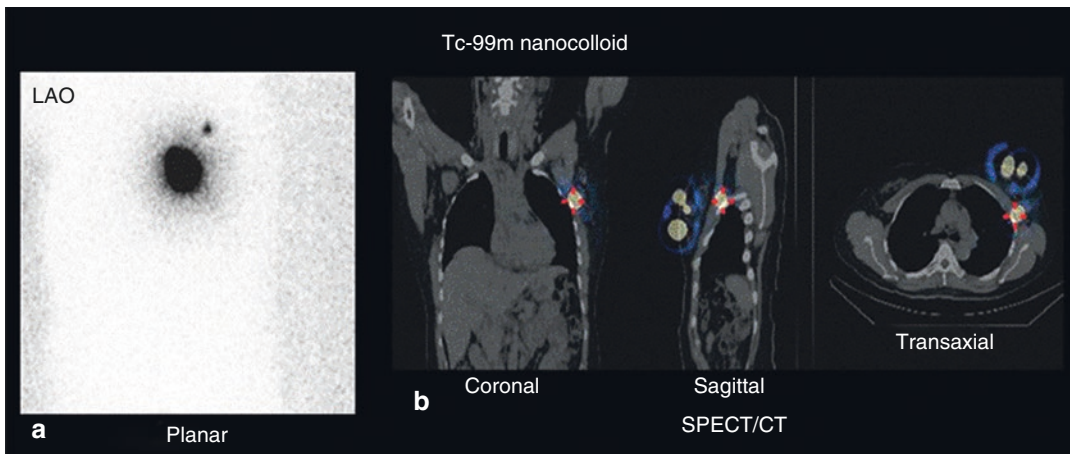 Tc-99m nanocolloid
LAO
a
Planar
Coronal
Sagittal
Transaxial
b
SPECT/CT